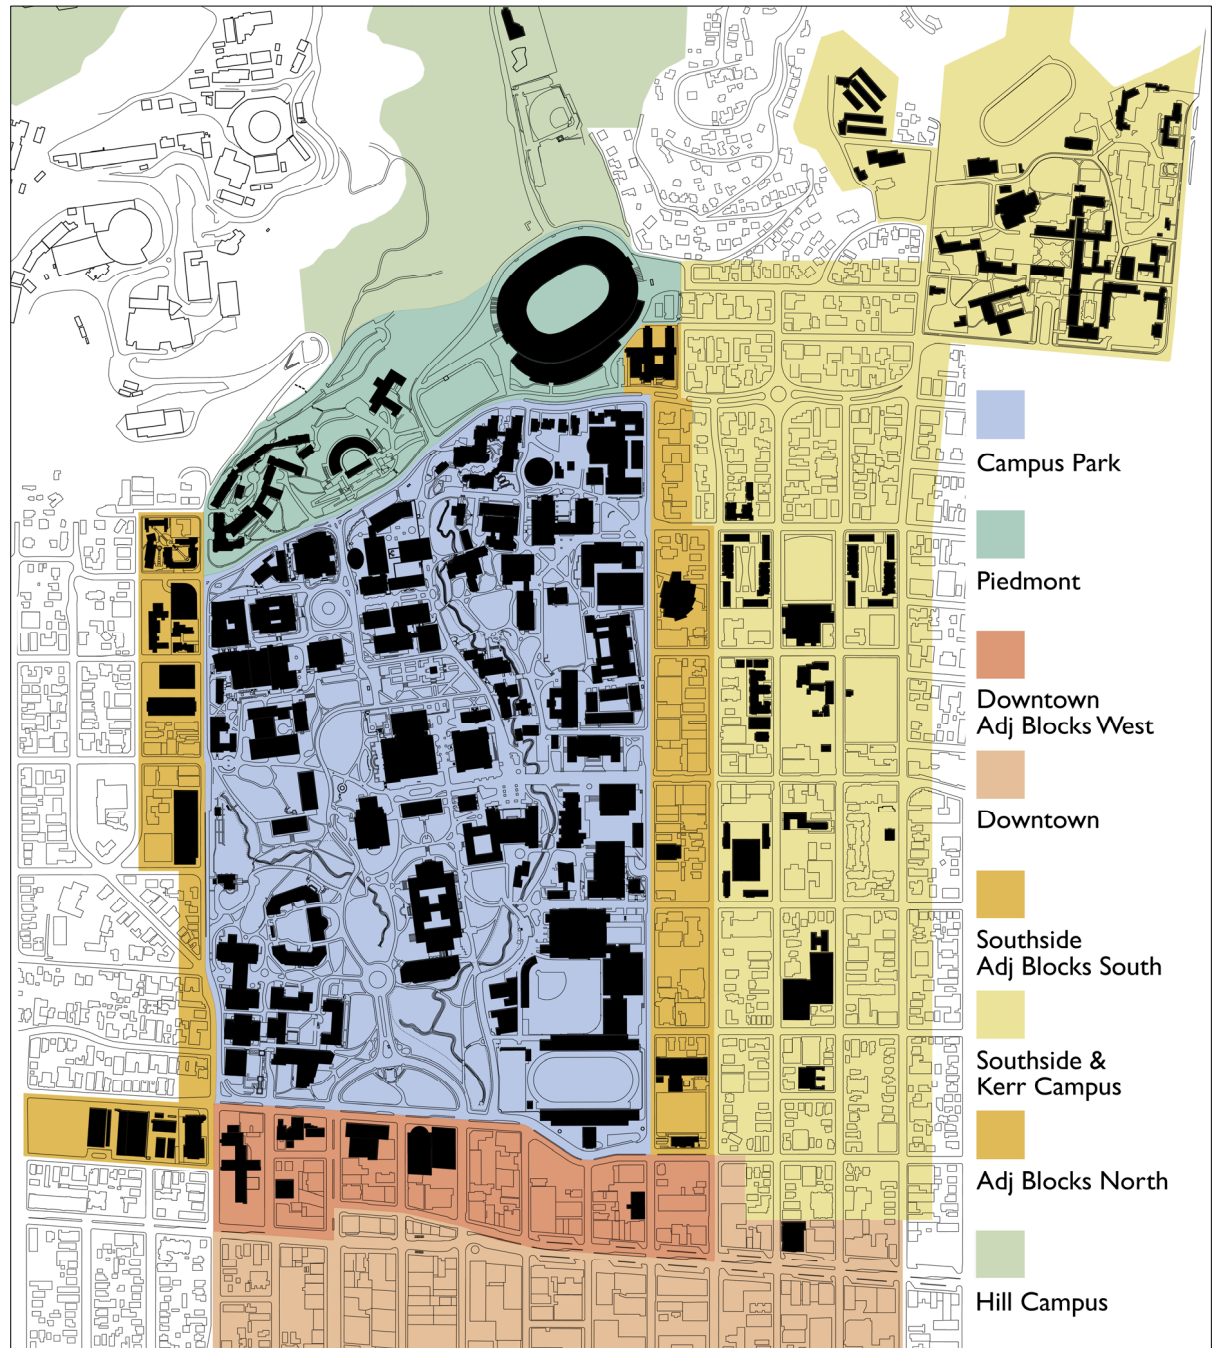 Campus Park
Piedmont
Downtown
Adj Blocks West
Downtown
Southside
Adj Blocks South
Southside &
Kerr Campus
Adj Blocks North
Hill Campus